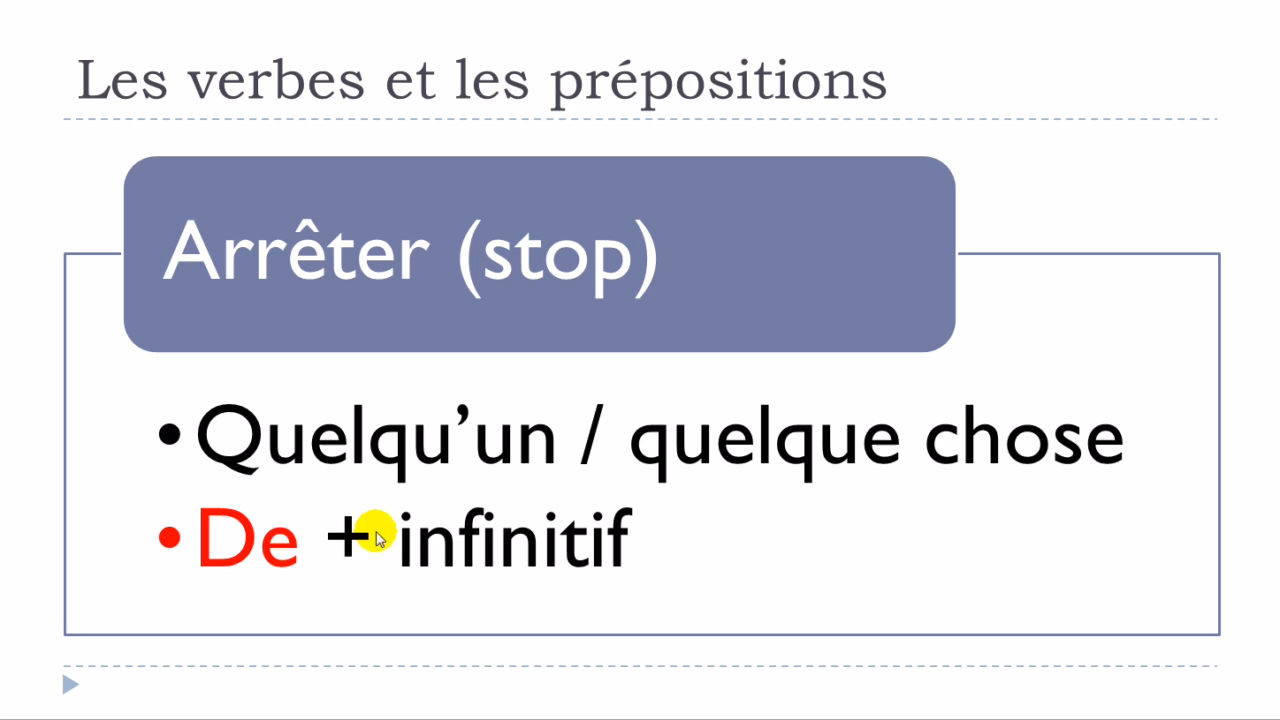 Les verbes et les prépositions
Arrêter (stop)
•Quelqu’un / quelque chose
•De + infinitif